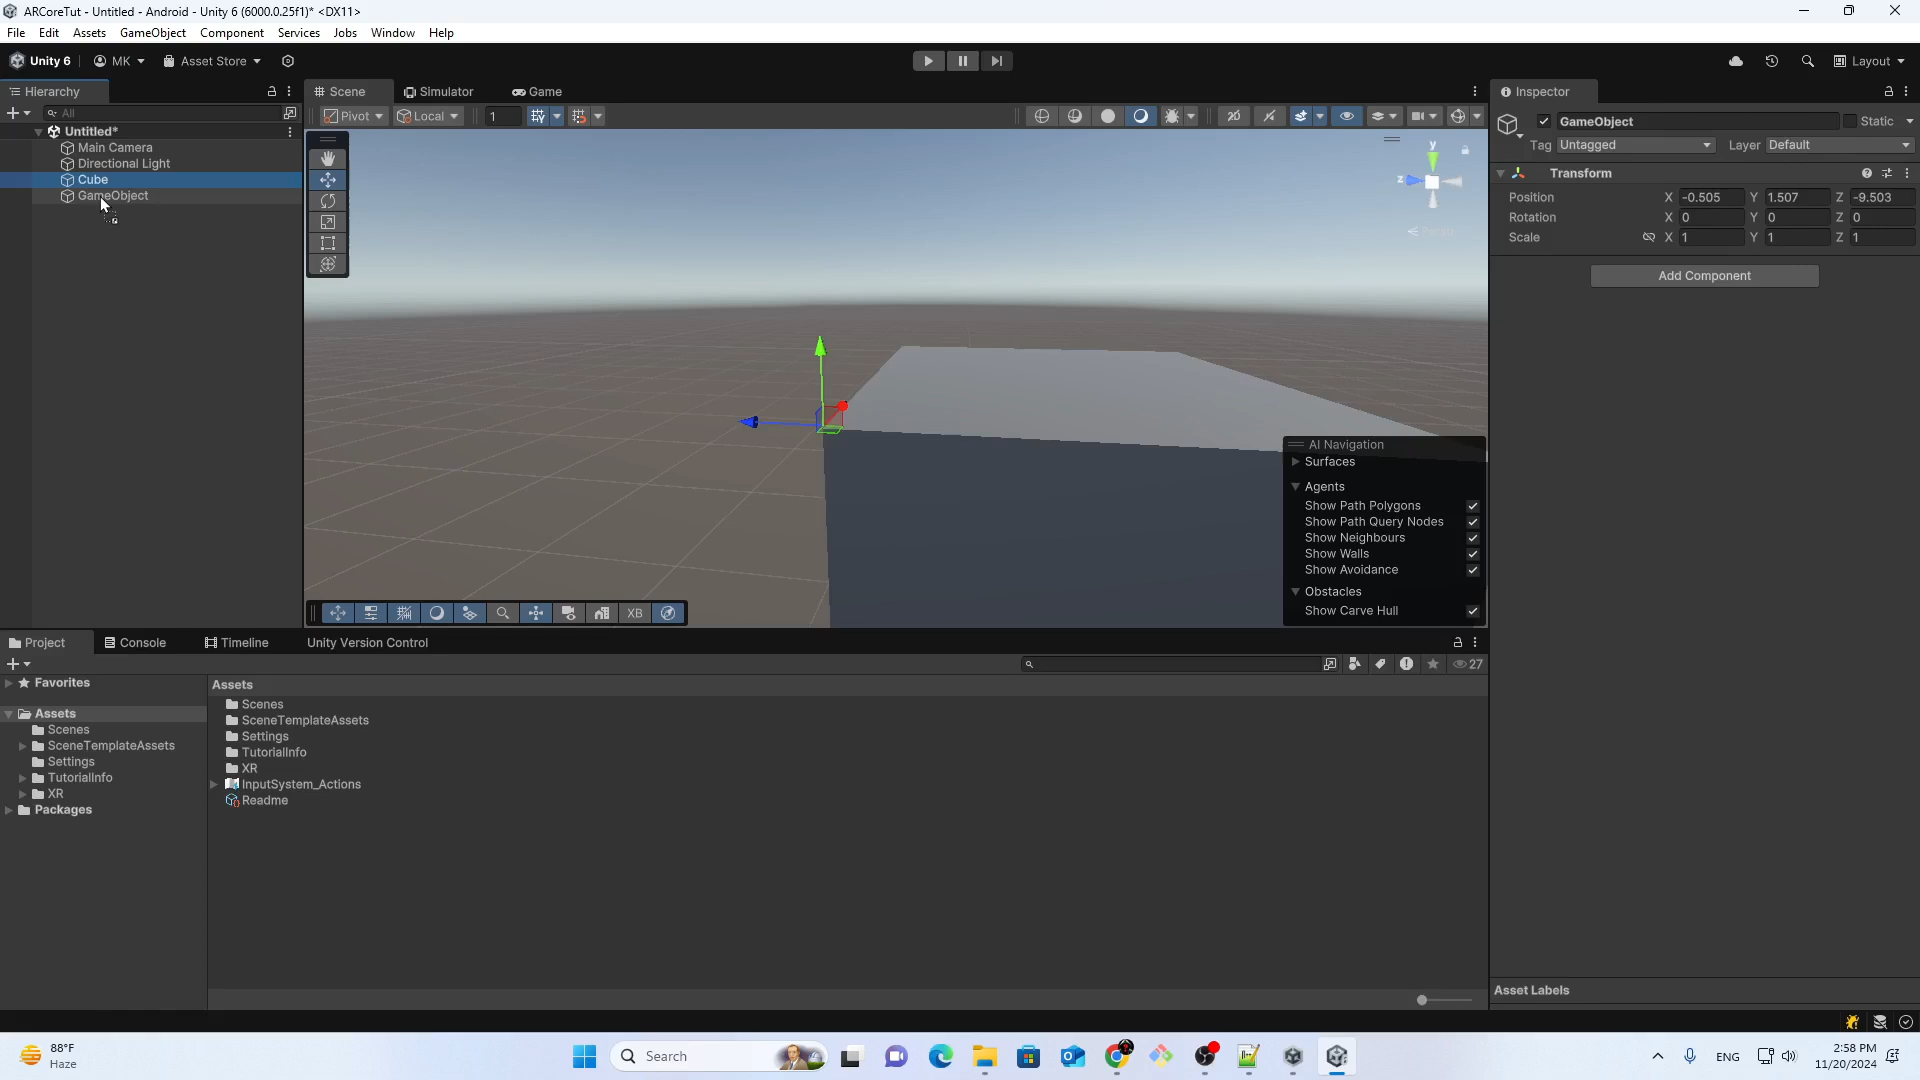 ARCoreTut - Untitled - Android - Unity 6 (6000.0.25f1)* <DX11>
File Edit Assets GameObject Component Services Jobs Window Help
Unity 6 MK Asset Store Layout
Hierarchy
All
Untitled*
Main Camera
Directional Light
Cube
GameObject
Scene Simulator Game
Pivot Local 1 2D
y
z
AI Navigation
Surfaces
Agents
Show Path Polygons
Show Path Query Nodes
Show Neighbours
Show Walls
Show Avoidance
Obstacles
Show Carve Hull
XB
Inspector
GameObject Static
Tag Untagged Layer Default
Transform
Position X -0.505 Y 1.507 Z -9.503
Rotation X 0 Y 0 Z 0
Scale X 1 Y 1 Z 1
Add Component
Asset Labels
Project Console Timeline Unity Version Control
27
Favorites
Assets
Scenes
SceneTemplateAssets
Settings
TutorialInfo
XR
Packages
Assets
Scenes
SceneTemplateAssets
Settings
TutorialInfo
XR
InputSystem_Actions
Readme
88°F
Haze
Search
ENG
2:58 PM
11/20/2024